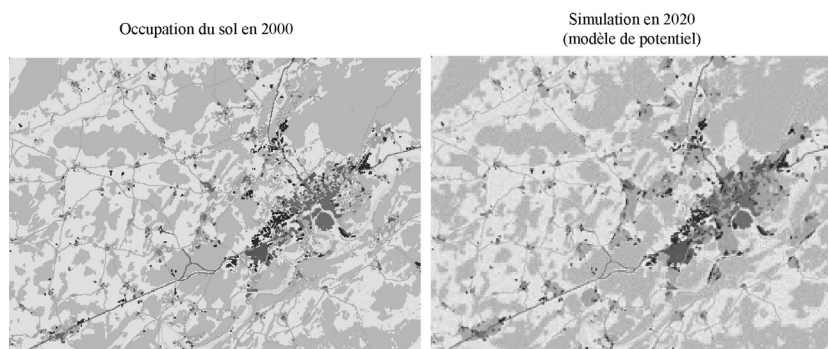 Occupation du sol en 2000
Simulation en 2020
(modèle de potentiel)